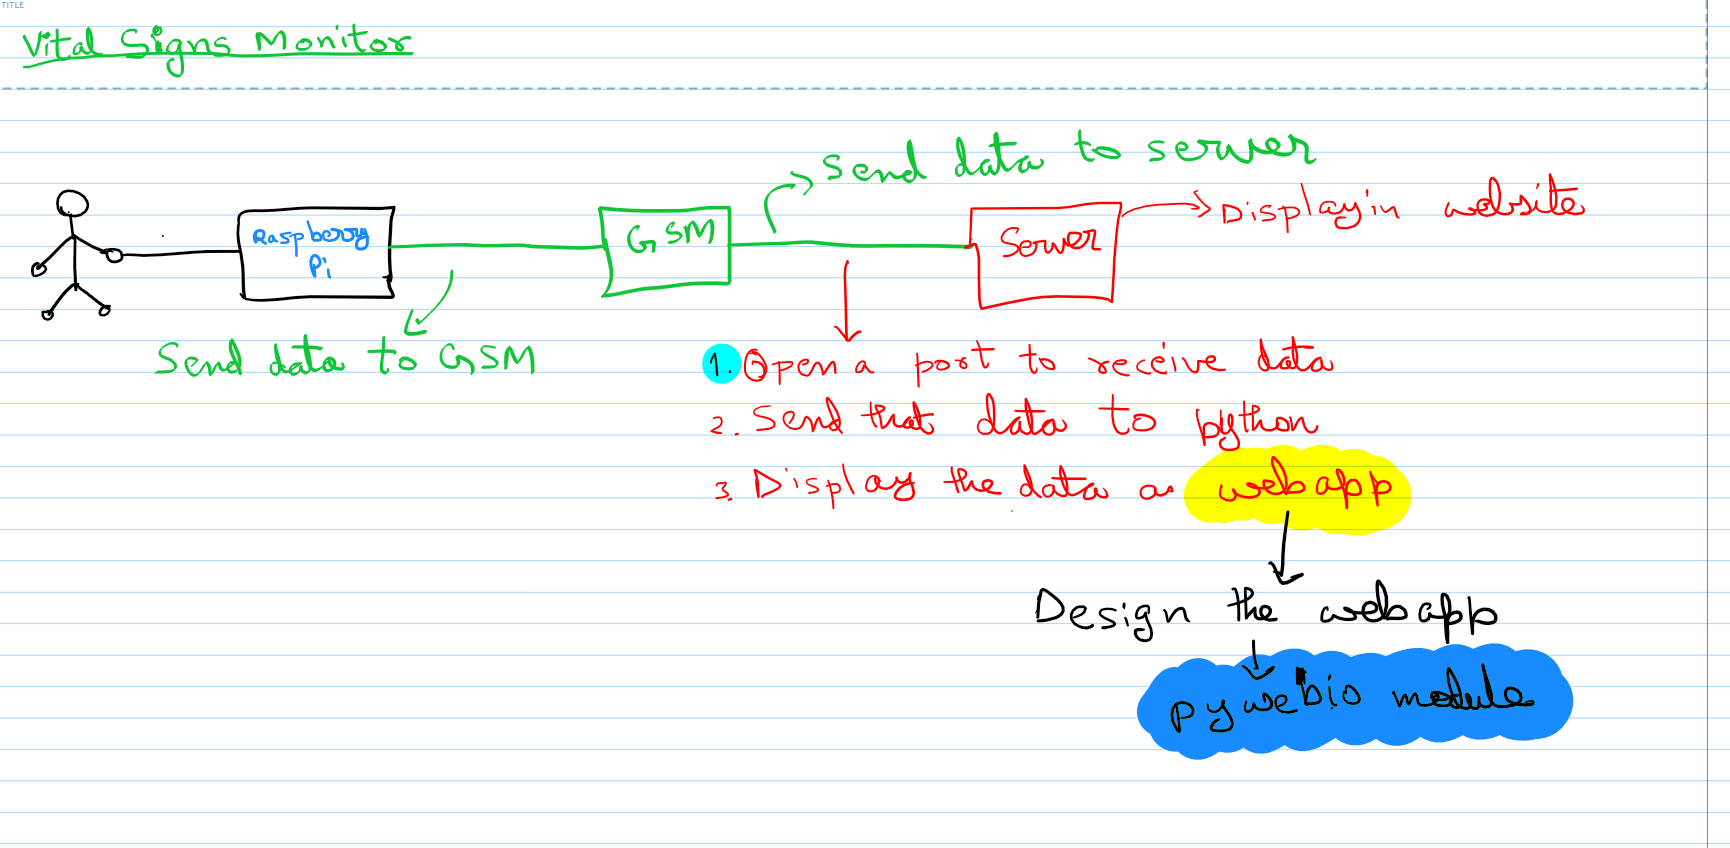 TITLE
Vital Signs Monitor
Send data to server
Display in website
Raspberry
Pi
GSM
Server
Send data to GSM
1. Open a port to receive data
2. Send that data to python
3. Display the data as webapp
Design the webapp
pywebio module